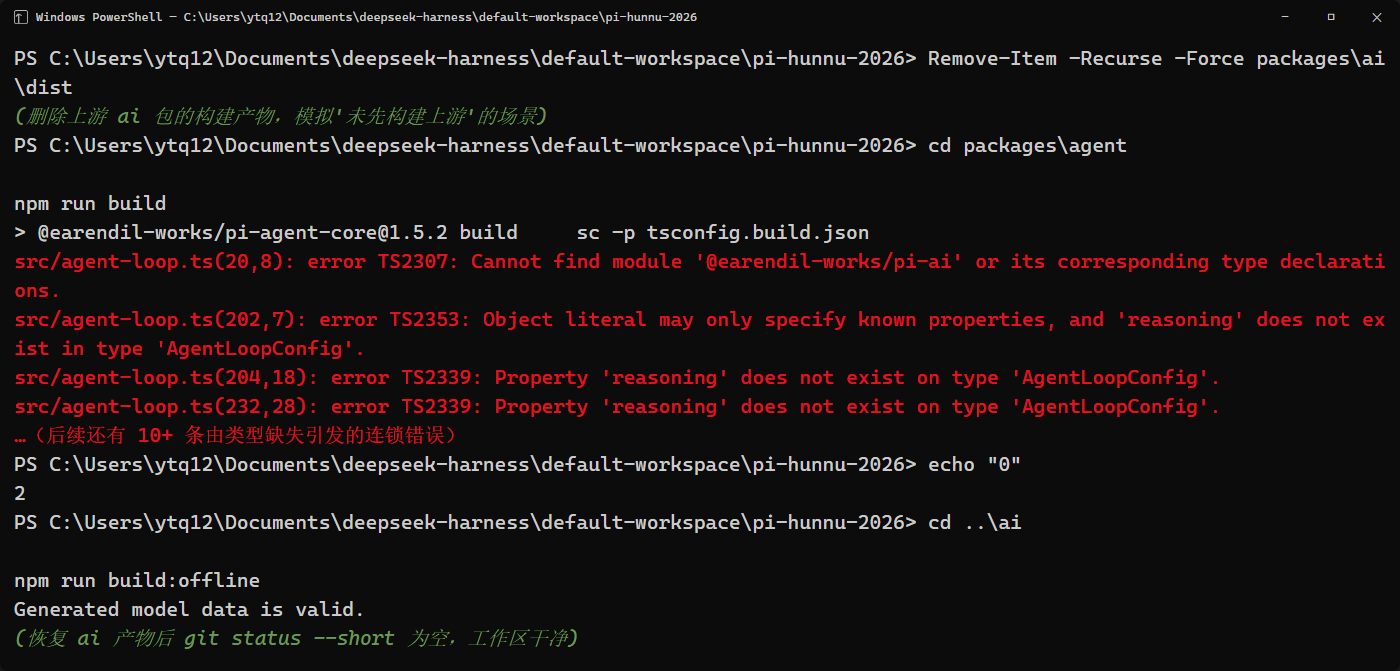 Windows PowerShell — C:\Users\ytq12\Documents\deepseek-harness\default-workspace\pi-hunnu-2026
PS C:\Users\ytq12\Documents\deepseek-harness\default-workspace\pi-hunnu-2026> Remove-Item -Recurse -Force packages\ai
\dist
(删除上游 ai 包的构建产物，模拟'未先构建上游'的场景)
PS C:\Users\ytq12\Documents\deepseek-harness\default-workspace\pi-hunnu-2026> cd packages\agent
npm run build
> @earendil-works/pi-agent-core@1.5.2 build     sc -p tsconfig.build.json
src/agent-loop.ts(20,8): error TS2307: Cannot find module '@earendil-works/pi-ai' or its corresponding type declarati
ons.
src/agent-loop.ts(202,7): error TS2353: Object literal may only specify known properties, and 'reasoning' does not ex
ist in type 'AgentLoopConfig'.
src/agent-loop.ts(204,18): error TS2339: Property 'reasoning' does not exist on type 'AgentLoopConfig'.
src/agent-loop.ts(232,28): error TS2339: Property 'reasoning' does not exist on type 'AgentLoopConfig'.
…（后续还有 10+ 条由类型缺失引发的连锁错误）
PS C:\Users\ytq12\Documents\deepseek-harness\default-workspace\pi-hunnu-2026> echo "0"
2
PS C:\Users\ytq12\Documents\deepseek-harness\default-workspace\pi-hunnu-2026> cd ..\ai
npm run build:offline
Generated model data is valid.
(恢复 ai 产物后 git status --short 为空，工作区干净)